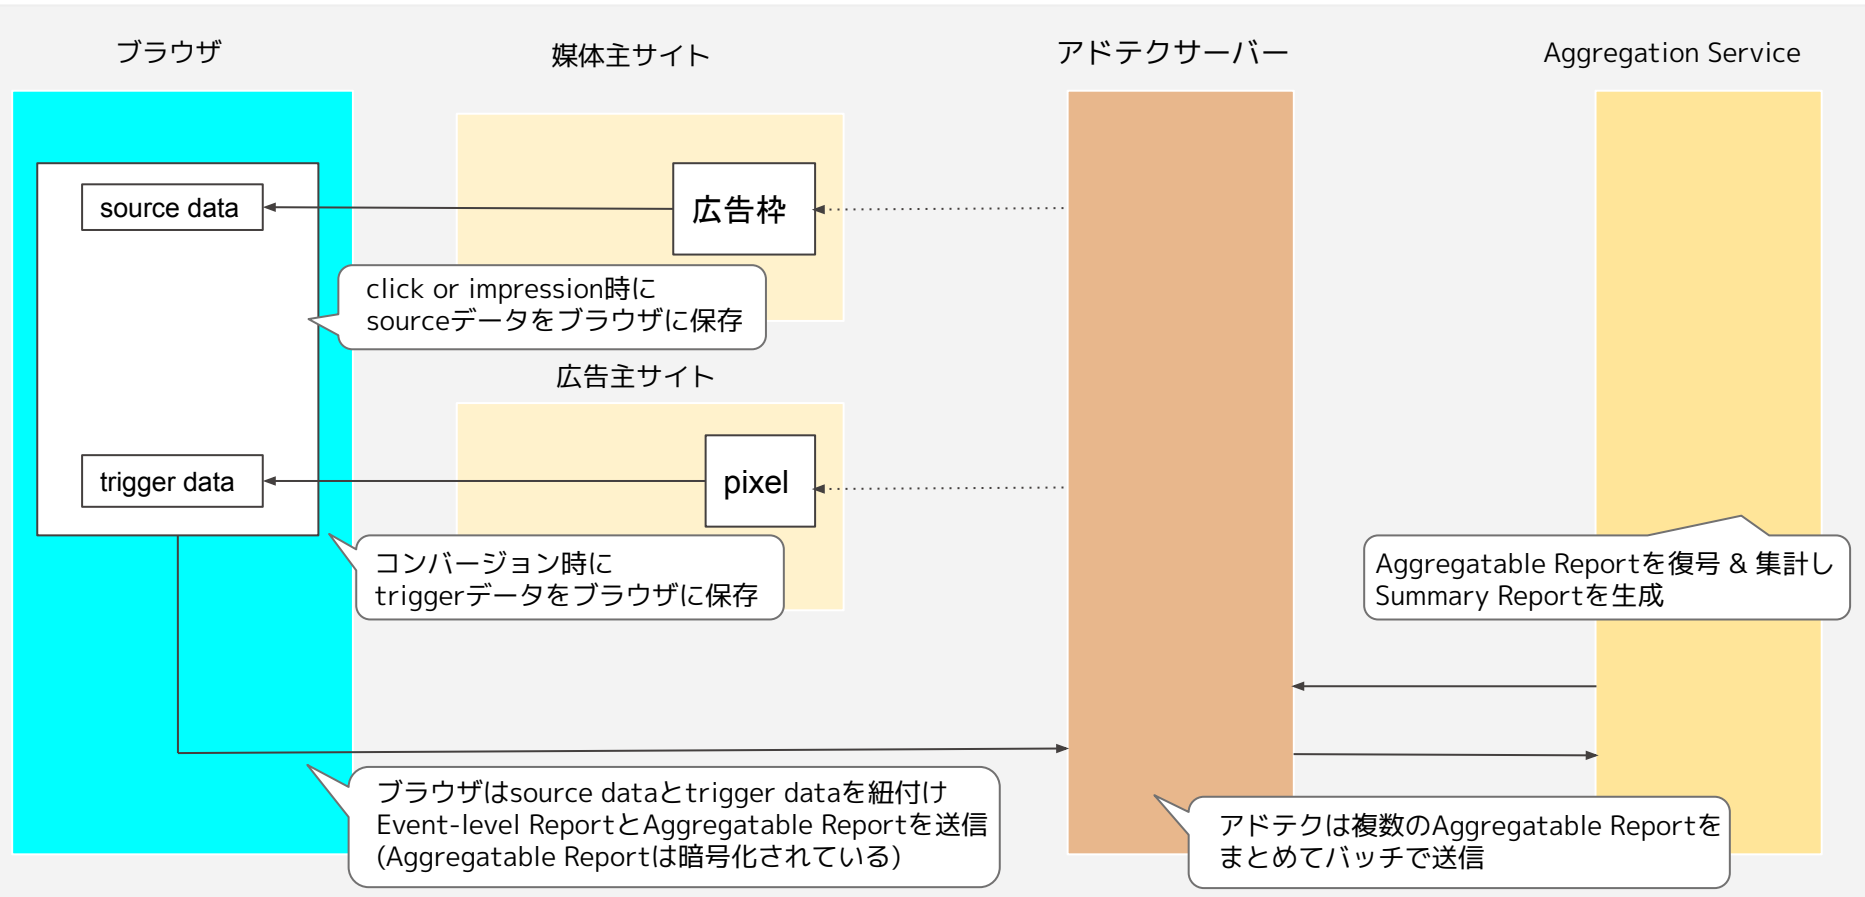 ブラウザ
媒体主サイト
アドテクサーバー
Aggregation Service
source data
広告枠
click or impression時に
sourceデータをブラウザに保存
広告主サイト
trigger data
pixel
コンバージョン時に
triggerデータをブラウザに保存
Aggregatable Reportを復号 & 集計し
Summary Reportを生成
ブラウザはsource dataとtrigger dataを紐付け
Event-level ReportとAggregatable Reportを送信
(Aggregatable Reportは暗号化されている)
アドテクは複数のAggregatable Reportを
まとめてバッチで送信